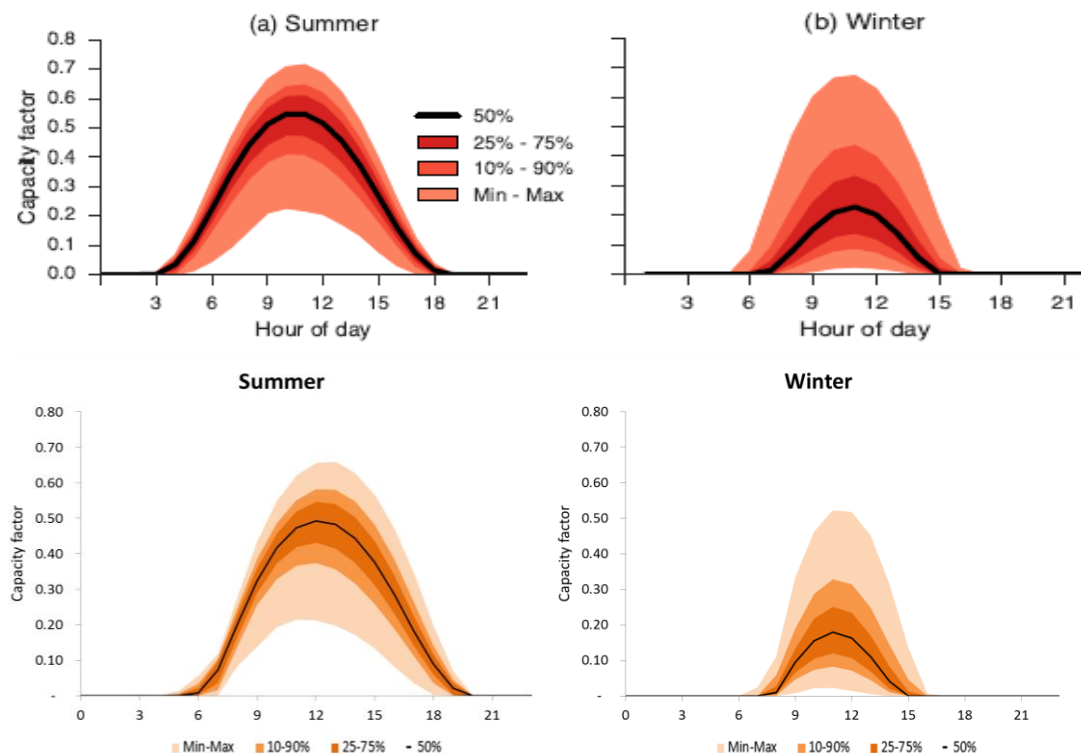 (a) Summer
(b) Winter
0.8
0.7
0.6
0.5
0.4
0.3
0.2
0.1
0.0
Capacity factor
50%
25% - 75%
10% - 90%
Min - Max
3 6 9 12 15 18 21
Hour of day
3 6 9 12 15 18 21
Hour of day
Summer
0.80
0.70
0.60
0.50
0.40
0.30
0.20
0.10
-
Capacity factor
0 3 6 9 12 15 18 21
Min-Max 10-90% 25-75% 50%
Winter
0.80
0.70
0.60
0.50
0.40
0.30
0.20
0.10
-
Capacity factor
0 3 6 9 12 15 18 21
Min-Max 10-90% 25-75% 50%